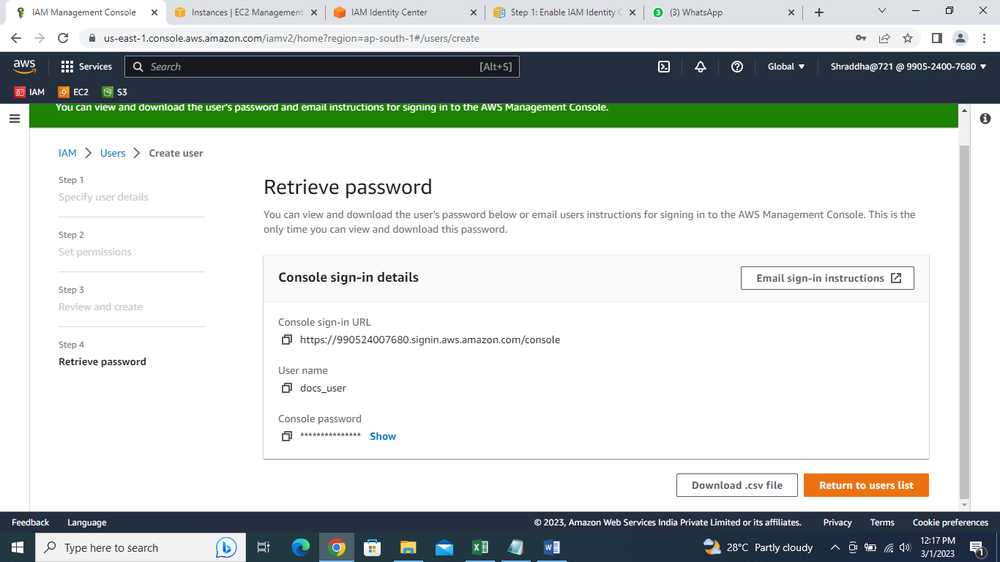 IAM Management Console
Instances | EC2 Management
IAM Identity Center
Step 1: Enable IAM Identity C
(3) WhatsApp
us-east-1.console.aws.amazon.com/iamv2/home?region=ap-south-1#/users/create
aws
Services
Search
[Alt+S]
Global
Shraddha@721 @ 9905-2400-7680
IAM
EC2
S3
You can view and download the user's password and email instructions for signing in to the AWS Management Console.
IAM
Users
Create user
Step 1
Specify user details
Step 2
Set permissions
Step 3
Review and create
Step 4
Retrieve password
Retrieve password
You can view and download the user's password below or email users instructions for signing in to the AWS Management Console. This is the
only time you can view and download this password.
Console sign-in details
Email sign-in instructions
Console sign-in URL
https://990524007680.signin.aws.amazon.com/console
User name
docs_user
Console password
*************** Show
Download .csv file
Return to users list
Feedback
Language
© 2023, Amazon Web Services India Private Limited or its affiliates.
Privacy
Terms
Cookie preferences
Type here to search
28°C Partly cloudy
12:17 PM
3/1/2023
1